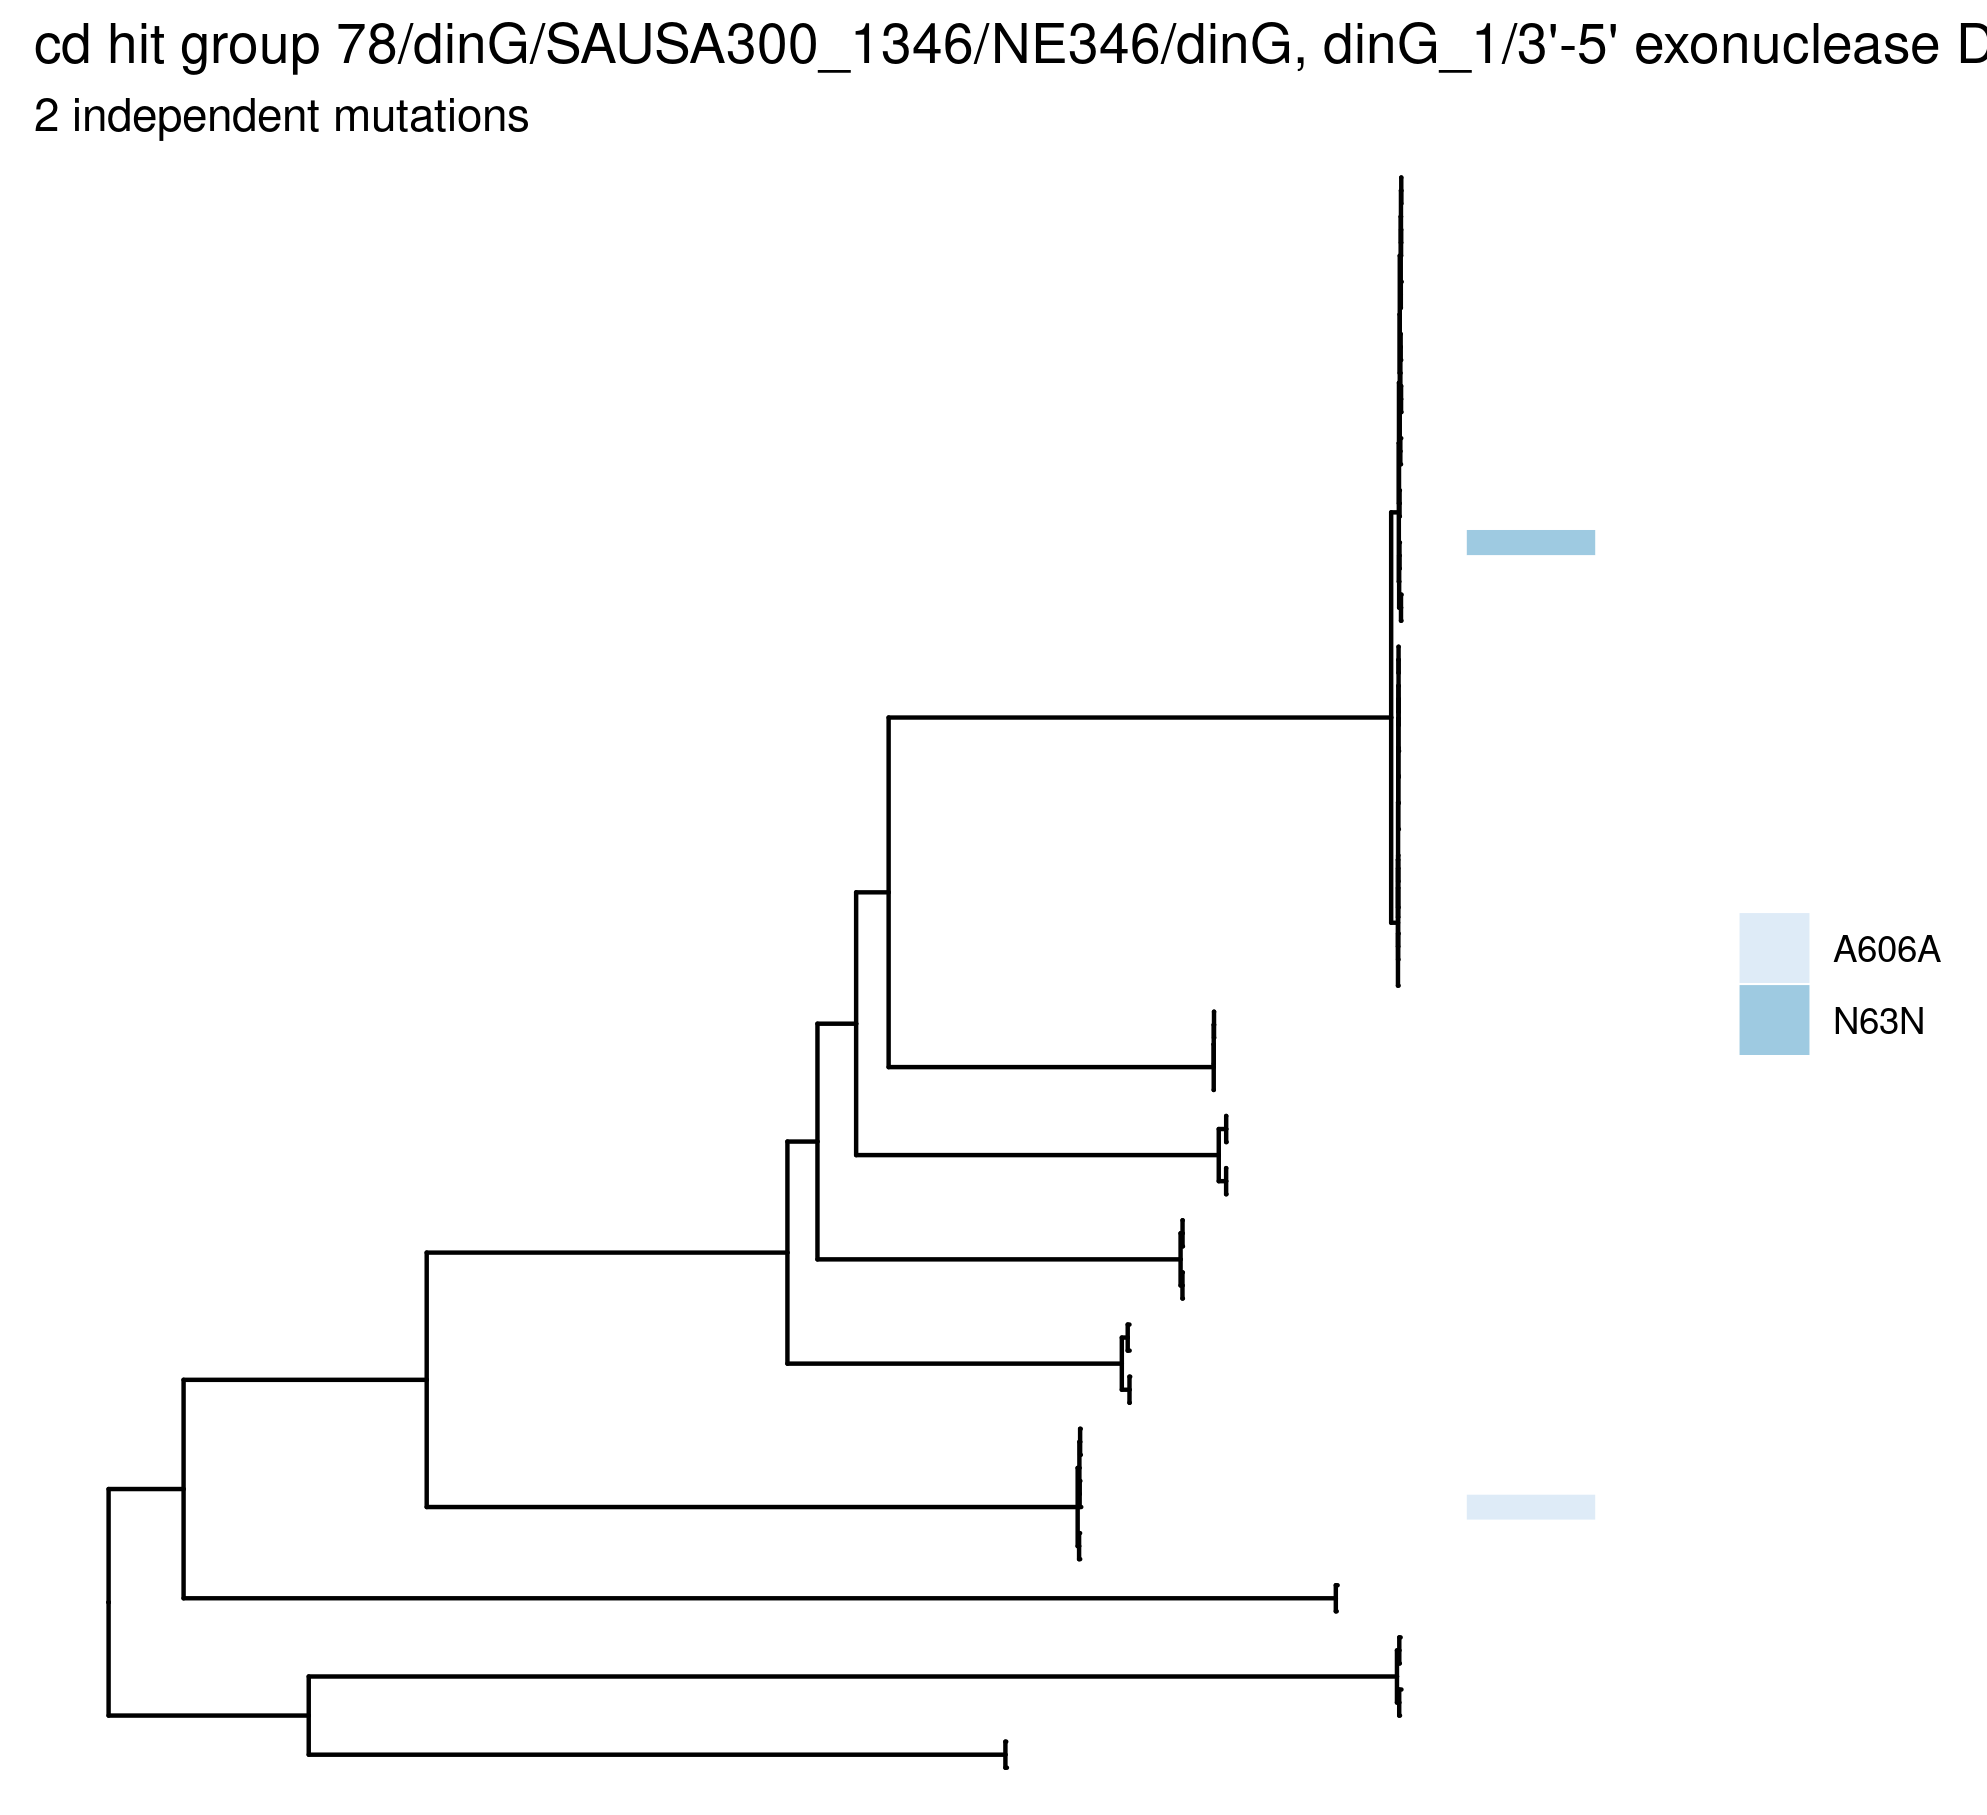 cd hit group 78/dinG/SAUSA300_1346/NE346/dinG, dinG_1/3'-5' exonuclease D
2 independent mutations
A606A
N63N